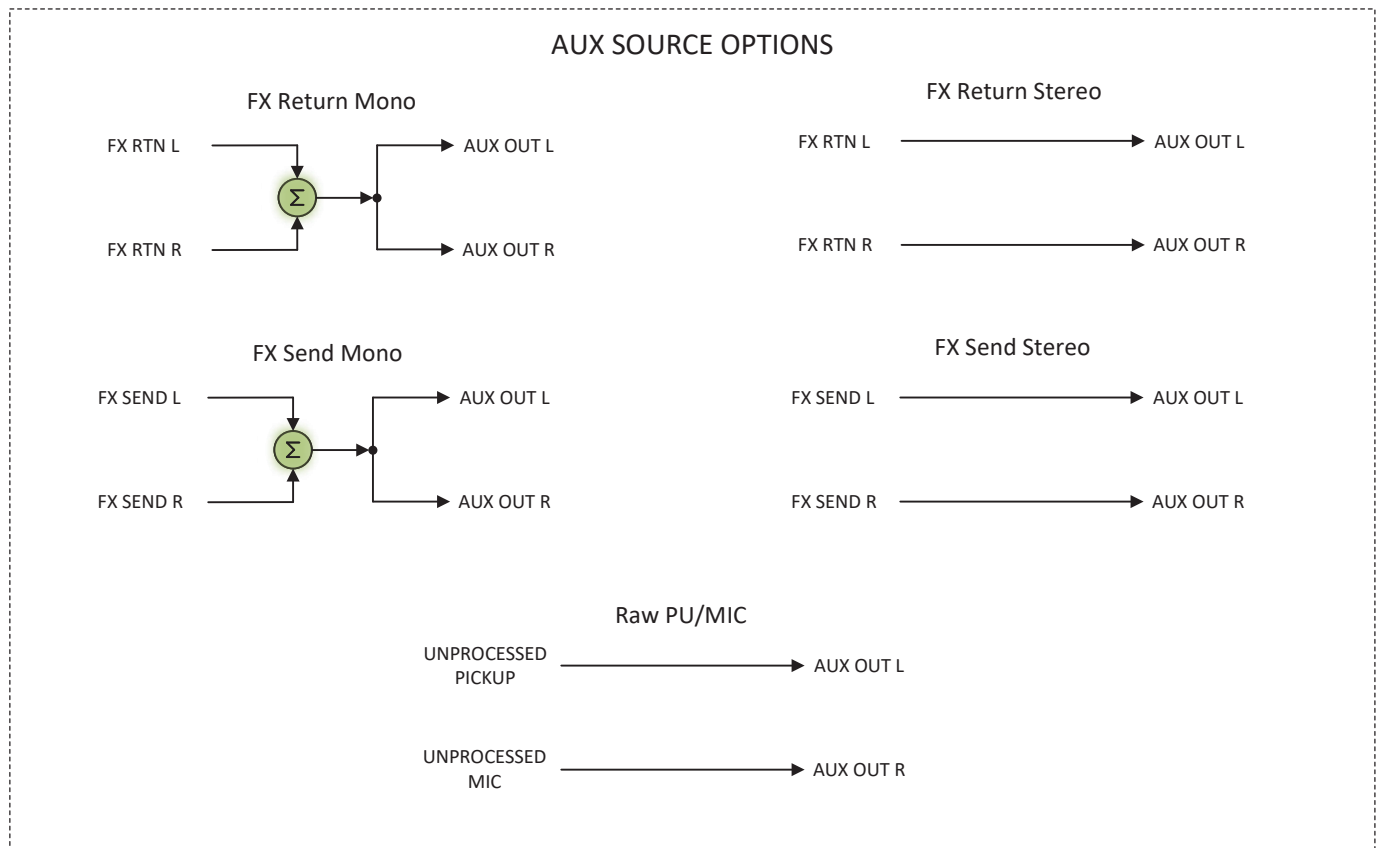 AUX SOURCE OPTIONS
FX Return Mono
FX RTN L
AUX OUT L
Σ
FX RTN R
AUX OUT R
FX Return Stereo
FX RTN L
AUX OUT L
FX RTN R
AUX OUT R
FX Send Mono
FX SEND L
AUX OUT L
Σ
FX SEND R
AUX OUT R
FX Send Stereo
FX SEND L
AUX OUT L
FX SEND R
AUX OUT R
Raw PU/MIC
UNPROCESSED
PICKUP
AUX OUT L
UNPROCESSED
MIC
AUX OUT R